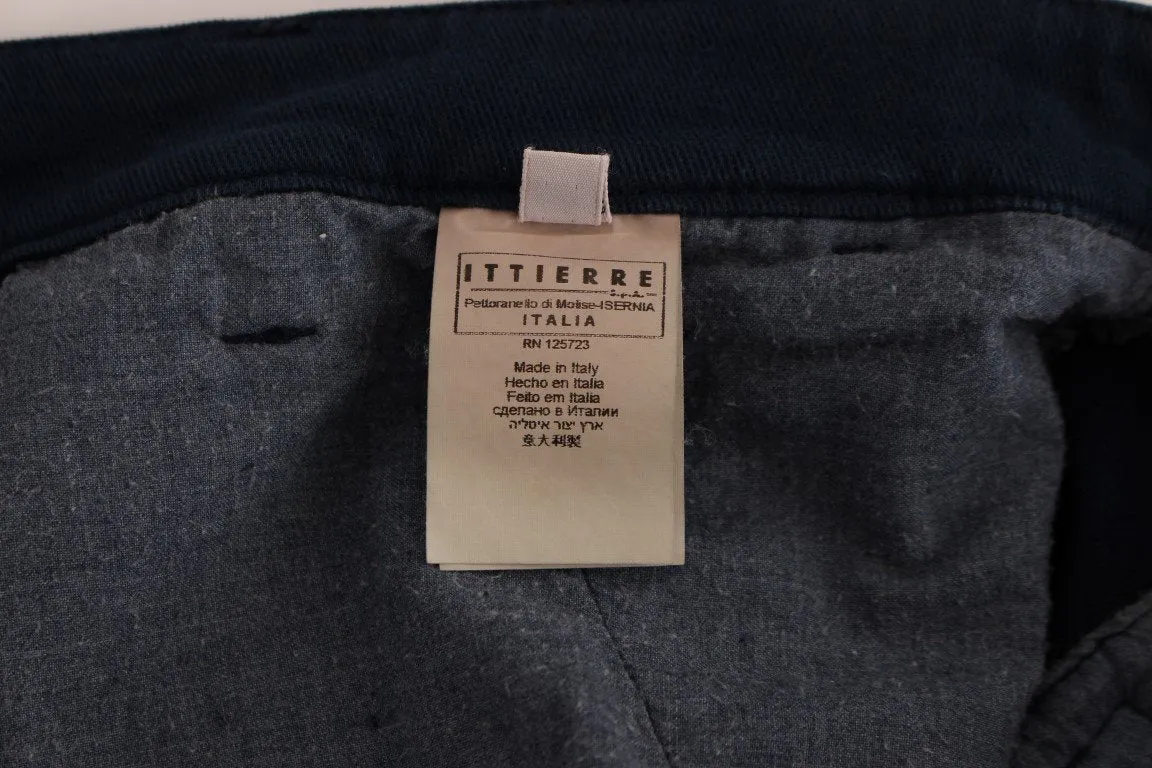 ITTIERRE
S.p.A.
Pettoranello di Molise-ISERNIA
ITALIA
RN 125723
Made in Italy
Hecho en Italia
Feito em Italia
сделано в Италии
ארץ יצור איטליה
意大利製